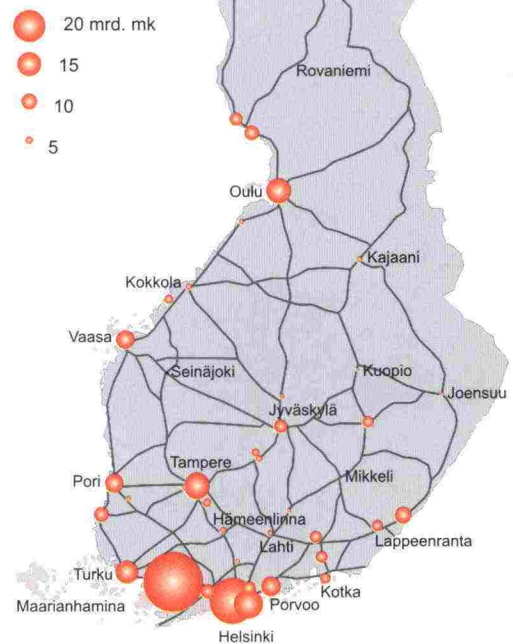 20 mrd. mk
15
10
5
Rovaniemi
Oulu
Kajaani
Kokkola
Vaasa
Seinäjoki
Kuopio
Joensuu
Jyväskylä
Tampere
Pori
Mikkeli
Hämeenlinna
Lahti
Lappeenranta
Turku
Kotka
Maarianhamina
Porvoo
Helsinki